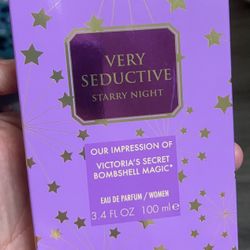 VERY
SEDUCTIVE
STARRY NIGHT
OUR IMPRESSION OF
VICTORIA'S SECRET
BOMBSHELL MAGIC*
EAU DE PARFUM / WOMEN
3.4 FL OZ 100 ml e